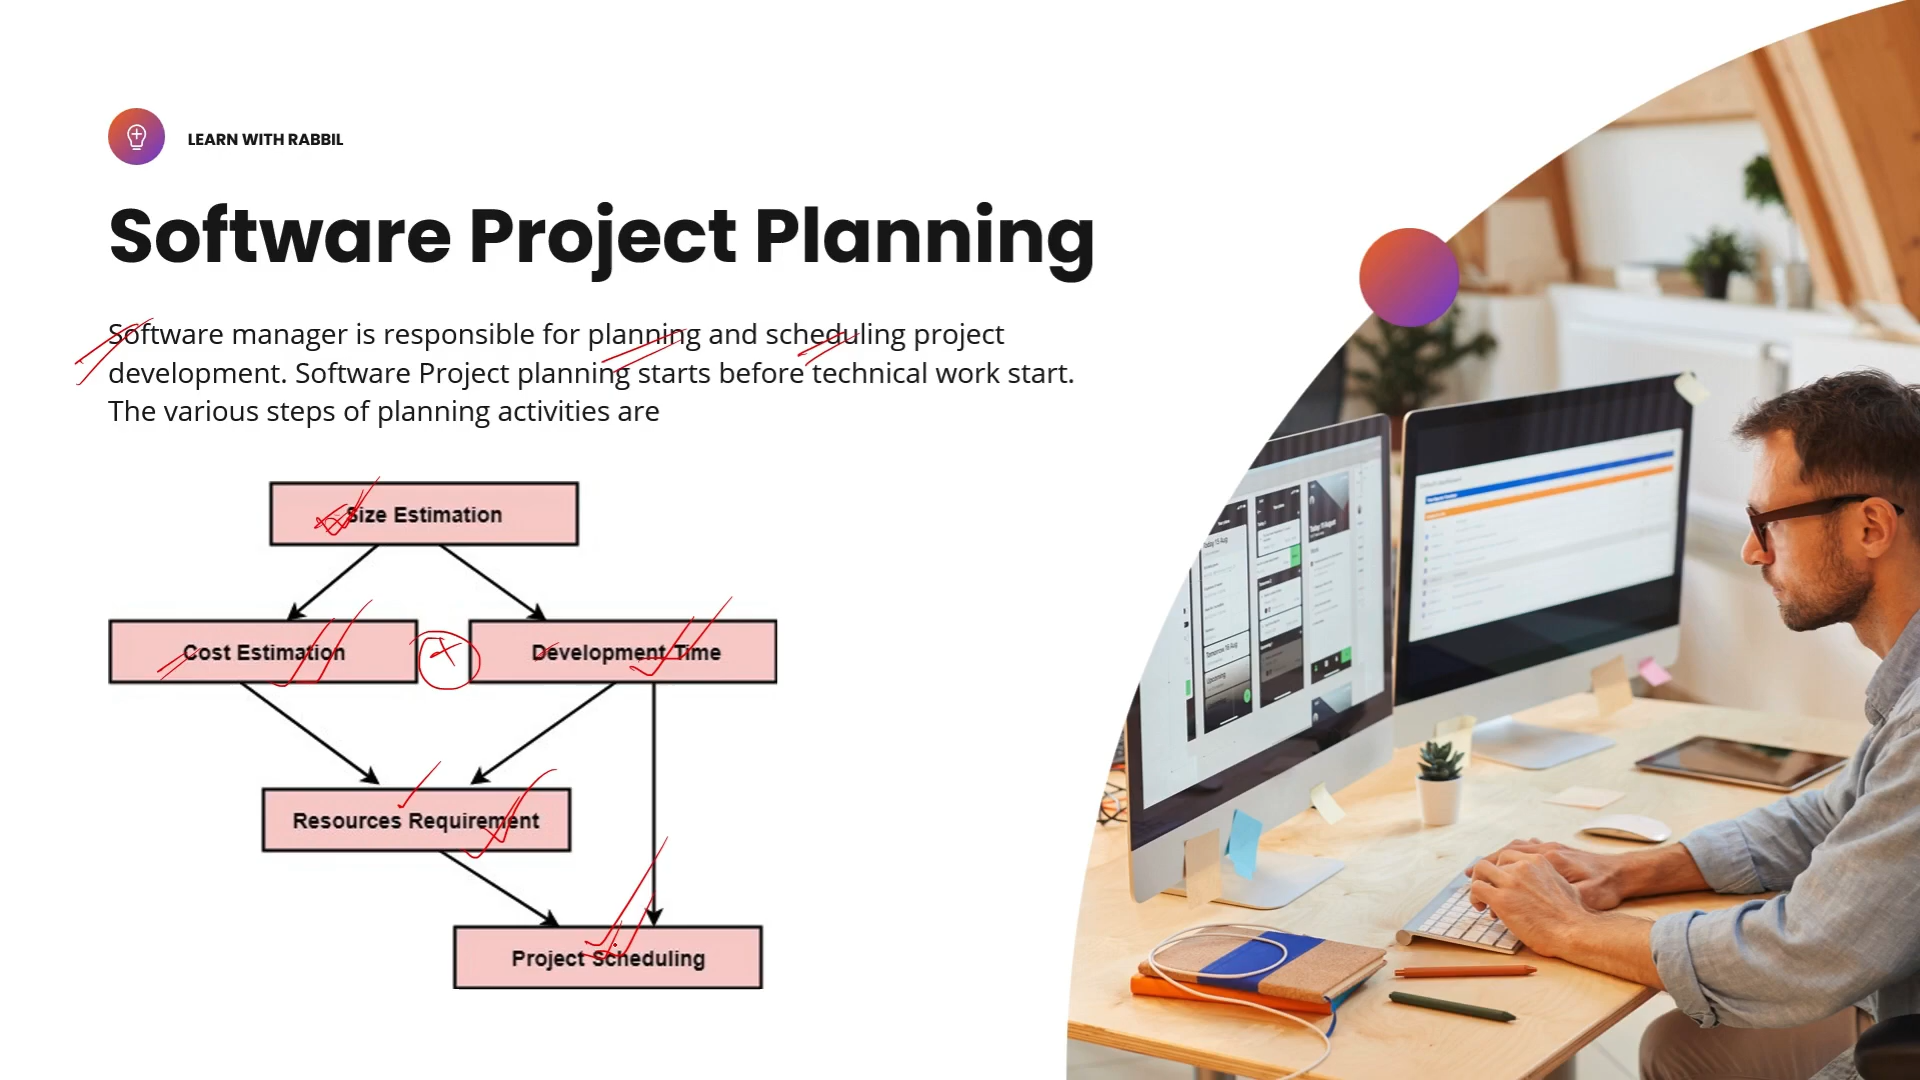 LEARN WITH RABBIL
Software Project Planning
Software manager is responsible for planning and scheduling project
development. Software Project planning starts before technical work start.
The various steps of planning activities are
Size Estimation
Cost Estimation
Development Time
Resources Requirement
Project Scheduling